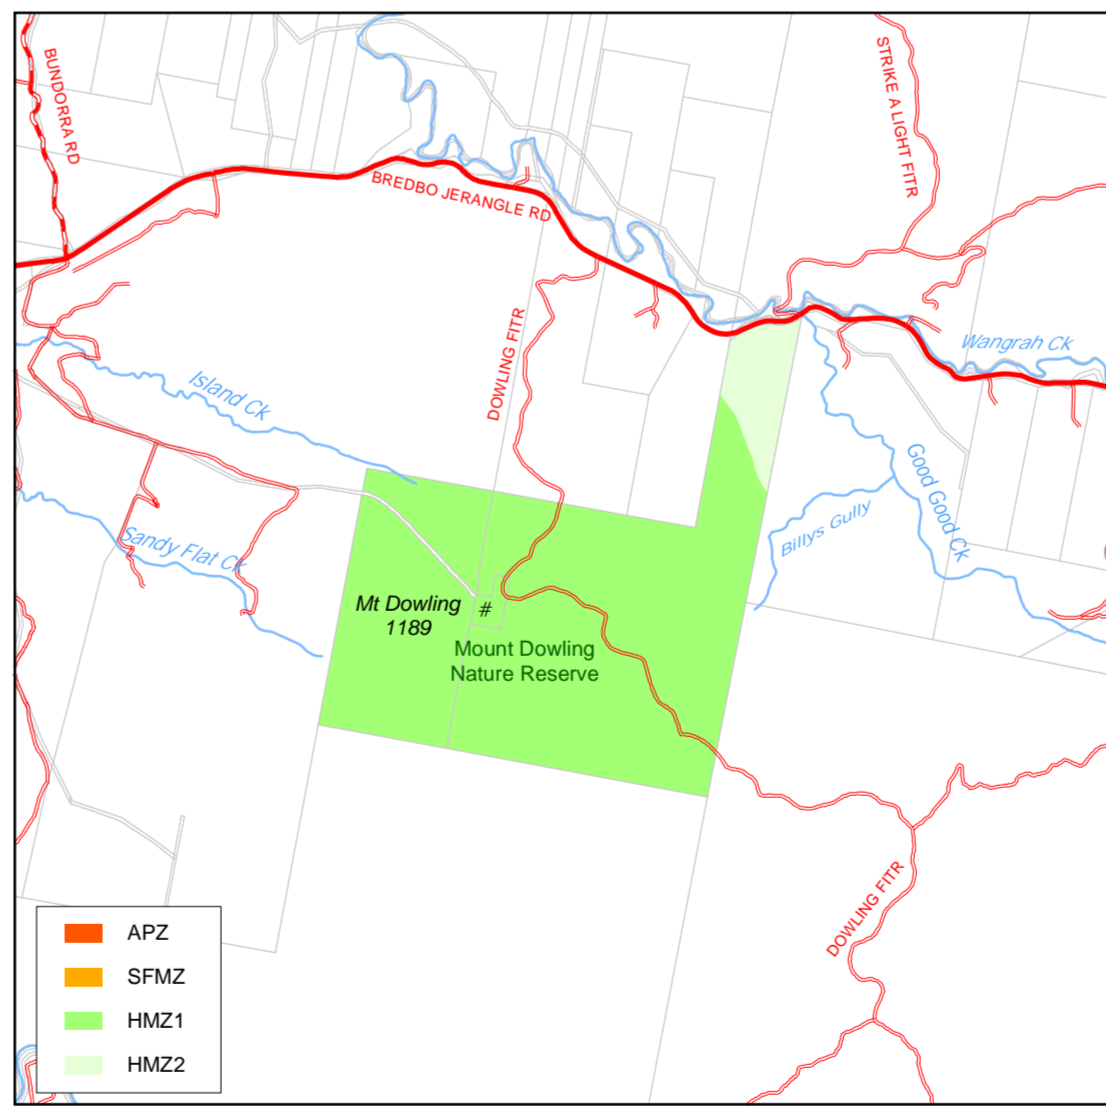 BUNDORRA RD
STRIKE A LIGHT FITR
BREDBO JERANGLE RD
DOWLING FITR
Wangrah Ck
Island Ck
Good Good Ck
Billys Gully
Sandy Flat Ck
Mt Dowling
1189
#
Mount Dowling
Nature Reserve
DOWLING FITR
APZ
SFMZ
HMZ1
HMZ2